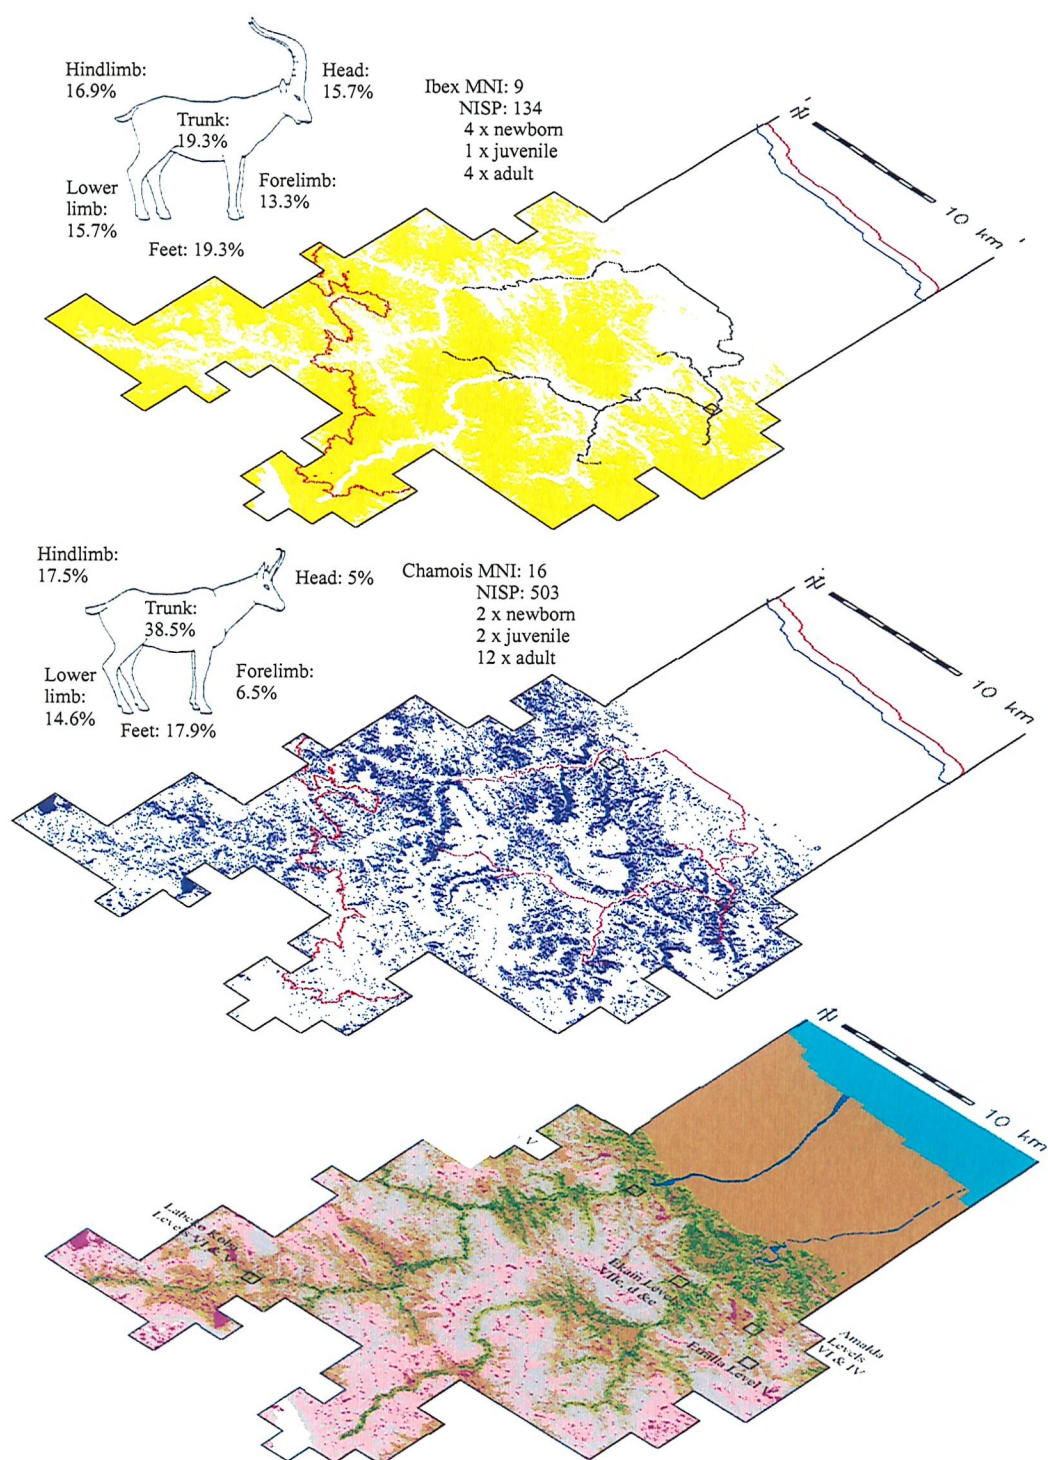 Hindlimb:
16.9%
Head:
15.7%
Trunk:
19.3%
Lower
limb:
15.7%
Forelimb:
13.3%
Feet: 19.3%
Ibex MNI: 9
NISP: 134
4 x newborn
1 x juvenile
4 x adult
N
10 km
Hindlimb:
17.5%
Head: 5%
Trunk:
38.5%
Lower
limb:
14.6%
Forelimb:
6.5%
Feet: 17.9%
Chamois MNI: 16
NISP: 503
2 x newborn
2 x juvenile
12 x adult
N
10 km
N
10 km
V
Labeko Koba
Levels VI &
Ekain Level
VIIc, d &e
Erralla Level V
Amalda
Levels
VI & IV